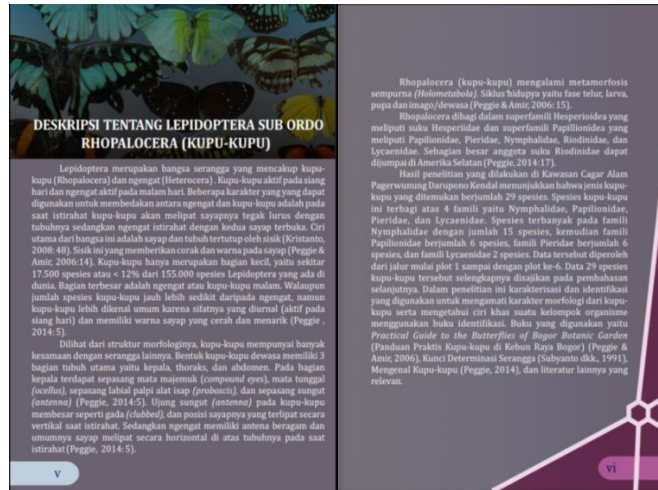 DESKRIPSI TENTANG LEPIDOPTERA SUB ORDO
RHOPALOCERA (KUPU-KUPU)
Lepidoptera merupakan bangsa serangga yang mencakup kupu-
kupu (Rhopalocera) dan ngengat (Heterocera) . Kupu-kupu aktif pada siang
hari dan ngengat aktif pada malam hari. Beberapa karakter yang yang dapat
digunakan untuk membedakan antara ngengat dan kupu-kupu adalah pada
saat istirahat kupu-kupu akan melipat sayapnya tegak lurus dengan
tubuhnya sedangkan ngengat istirahat dengan kedua sayap terbuka. Ciri
utama dari bangsa ini adalah sayap dan tubuh tertutup oleh sisik (Kristanto,
2008: 48). Sisik ini yang memberikan corak dan warna pada sayap (Peggie &
Amir, 2006:14). Kupu-kupu hanya merupakan bagian kecil, yaitu sekitar
17.500 spesies atau < 12% dari 155.000 spesies Lepidoptera yang ada di
dunia. Bagian terbesar adalah ngengat atau kupu-kupu malam. Walaupun
jumlah spesies kupu-kupu jauh lebih sedikit daripada ngengat, namun
kupu-kupu lebih dikenal umum karena sifatnya yang diurnal (aktif pada
siang hari) dan memiliki warna sayap yang cerah dan menarik (Peggie ,
2014:5).
Dilihat dari struktur morfologinya, kupu-kupu mempunyai banyak
kesamaan dengan serangga lainnya. Bentuk kupu-kupu dewasa memiliki 3
bagian tubuh utama yaitu kepala, thoraks, dan abdomen. Pada bagian
kepala terdapat sepasang mata majemuk (compound eyes), mata tunggal
(ocellus), sepasang labial palpi alat isap (proboscis), dan sepasang sungut
(antenna) (Peggie, 2014:5). Ujung sungut (antenna) pada kupu-kupu
membesar seperti gada (clubbed), dan posisi sayapnya yang terlipat secara
vertikal saat istirahat. Sedangkan ngengat memiliki antena beragam dan
umumnya sayap melipat secara horizontal di atas tubuhnya pada saat
istirahat (Peggie, 2014:5).
v
Rhopalocera (kupu-kupu) mengalami metamorfosis
sempurna (Holometabola). Siklus hidupya yaitu fase telur, larva,
pupa dan imago/dewasa (Peggie & Amir, 2006: 15).
Rhopalocera dibagi dalam superfamili Hesperioidea yang
meliputi suku Hesperiidae dan superfamili Papillionidea yang
meliputi Papilionidae, Pieridae, Nymphalidae, Riodinidae, dan
Lycaenidae. Sebagian besar anggota suku Riodinidae dapat
dijumpai di Amerika Selatan (Peggie, 2014:17).
Hasil penelitian yang dilakukan di Kawasan Cagar Alam
Pagerwunung Darupono Kendal menunjukkan bahwa jenis kupu-
kupu yang ditemukan berjumlah 29 spesies. Spesies kupu-kupu
ini terbagi atas 4 famili yaitu Nymphalidae, Papilionidae,
Pieridae, dan Lycaenidae. Spesies terbanyak pada famili
Nymphalidae dengan jumlah 15 spesies, kemudian famili
Papilionidae berjumlah 6 spesies, famili Pieridae berjumlah 6
spesies, dan famili Lycaenidae 2 spesies. Data tersebut diperoleh
dari jalur mulai plot 1 sampai dengan plot ke-6. Data 29 spesies
kupu-kupu tersebut selengkapnya disajikan pada pembahasan
selanjutnya. Dalam penelitian ini karakterisasi dan identifikasi
yang digunakan untuk mengamati karakter morfologi dari kupu-
kupu serta mengetahui ciri khas suatu kelompok organisme
menggunakan buku identifikasi. Buku yang digunakan yaitu
Practical Guide to the Butterflies of Bogor Botanic Garden
(Panduan Praktis Kupu-kupu di Kebun Raya Bogor) (Peggie &
Amir, 2006), Kunci Determinasi Serangga (Subyanto dkk., 1991),
Mengenal Kupu-kupu (Peggie, 2014), dan literatur lainnya yang
relevan.
vi